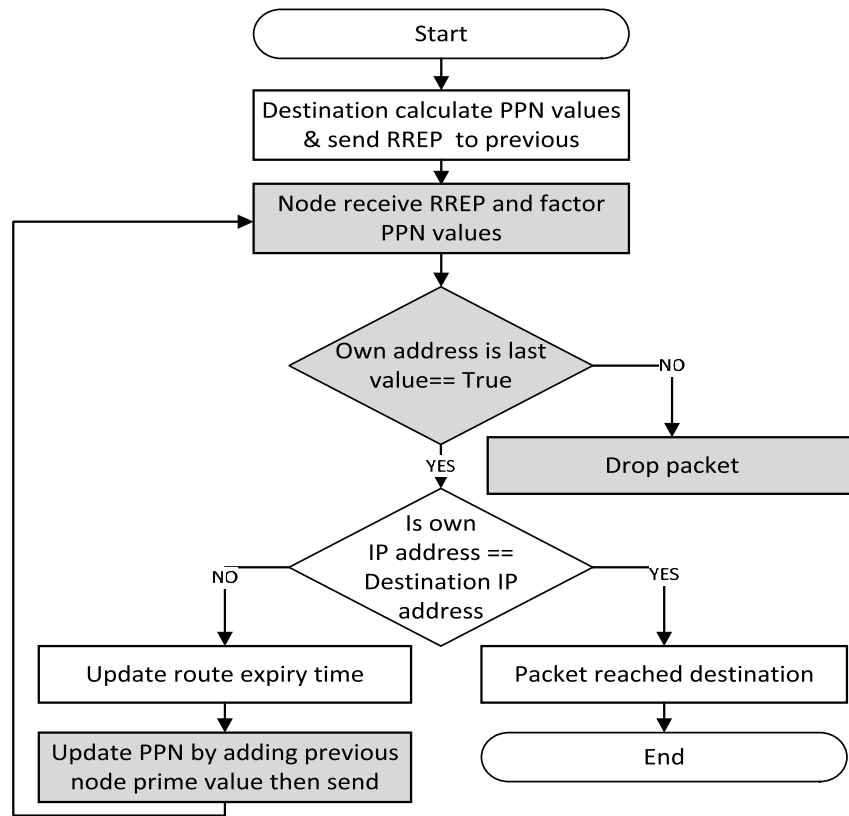 Start
Destination calculate PPN values
& send RREP to previous
Node receive RREP and factor
PPN values
Own address is last
value== True
NO
Drop packet
YES
Is own
IP address ==
Destination IP
address
NO
YES
Update route expiry time
Packet reached destination
Update PPN by adding previous
node prime value then send
End